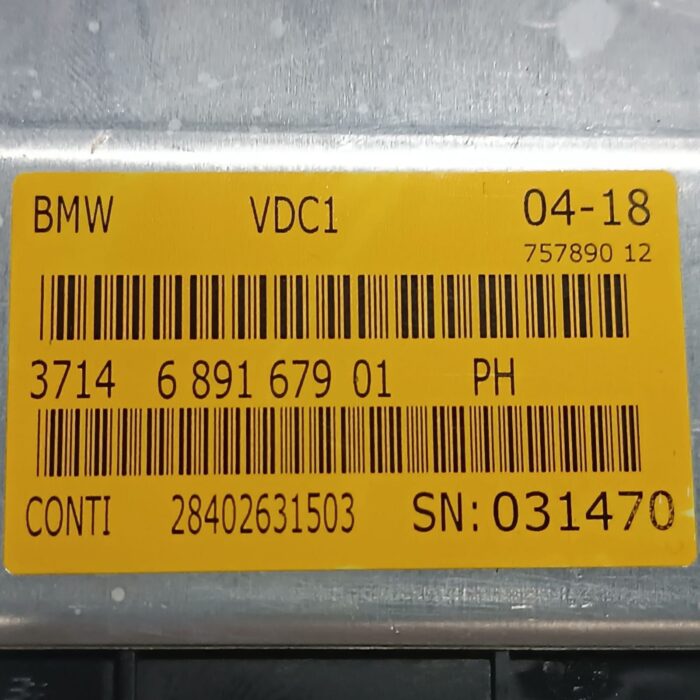 BMW VDC1 04-18
757890 12
3714 6 891 679 01 PH
CONTI 28402631503 SN: 031470